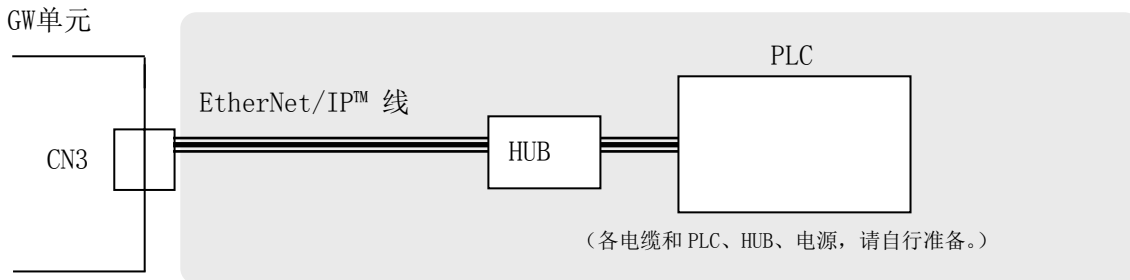 GW单元
PLC
EtherNet/IP™ 线
CN3
HUB
（各电缆和 PLC、HUB、电源，请自行准备。）